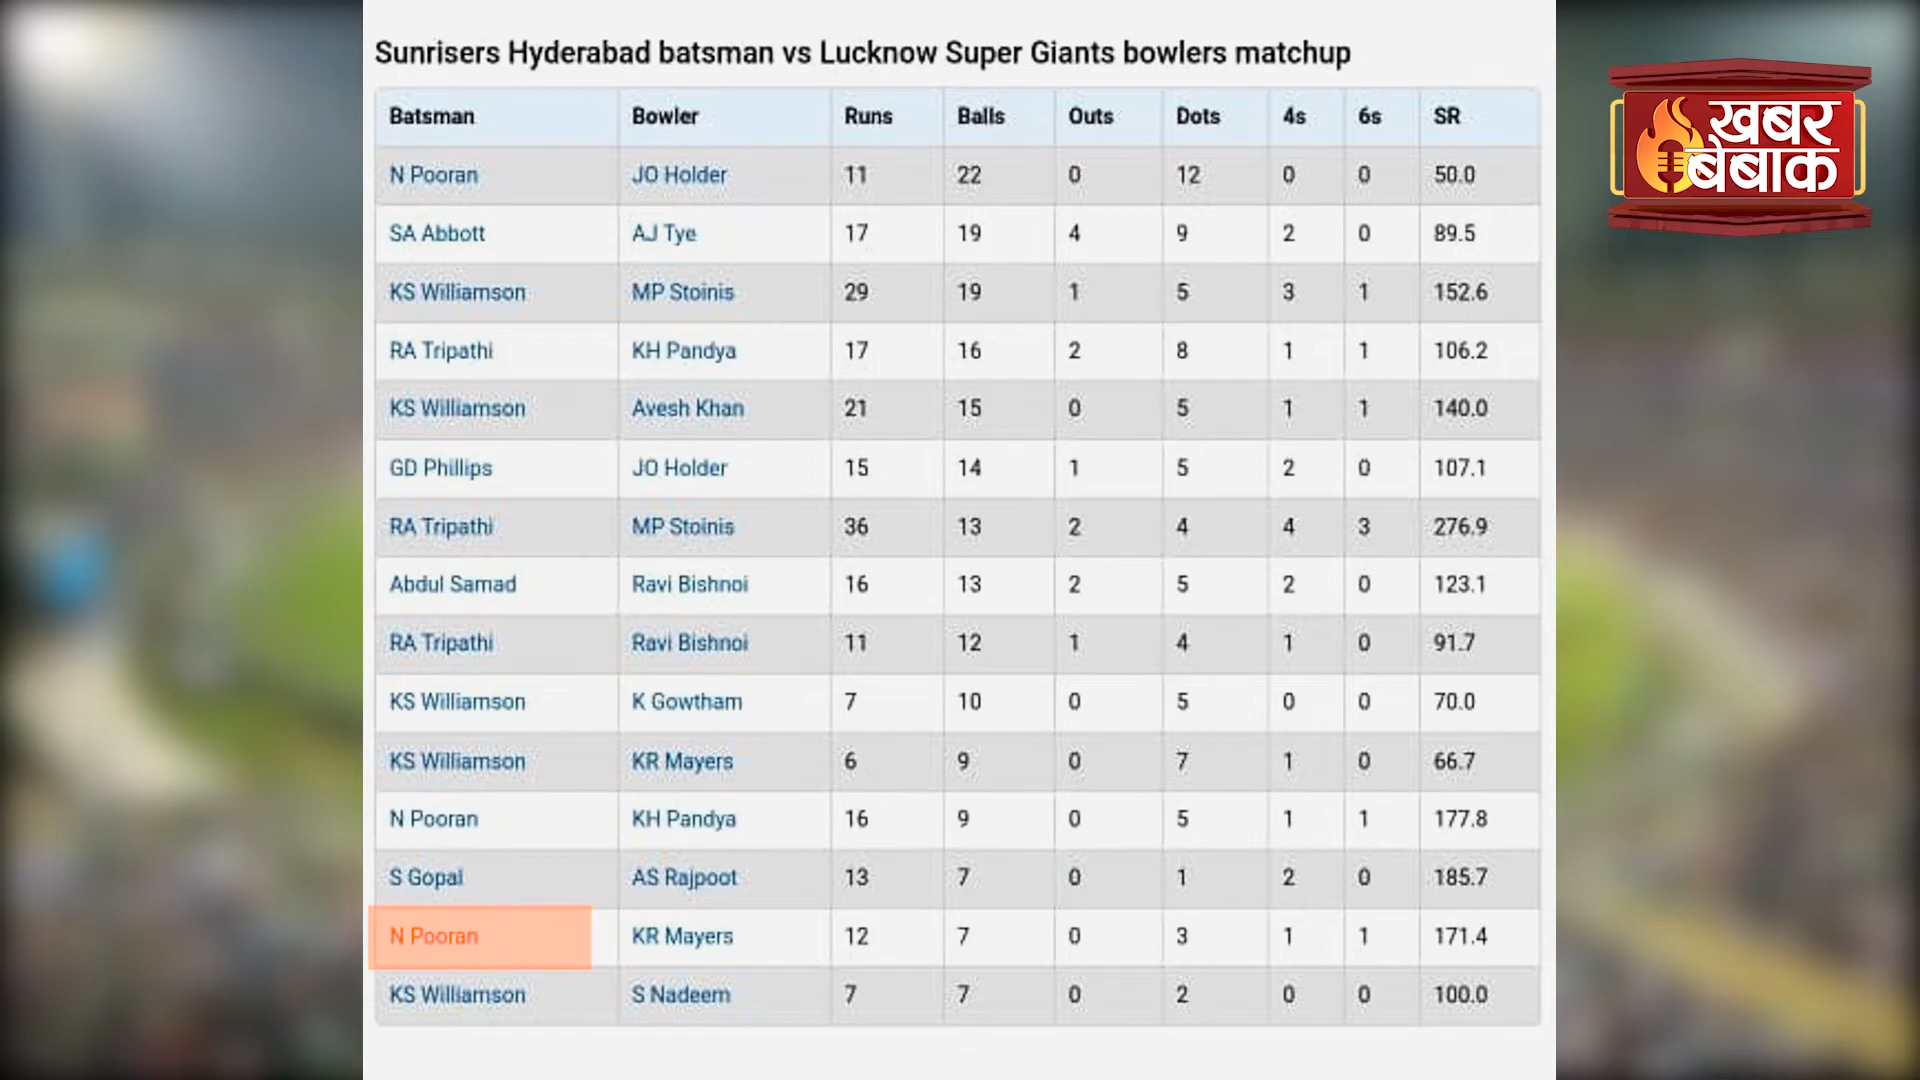 Sunrisers Hyderabad batsman vs Lucknow Super Giants bowlers matchup
खबर
बेबाक
Batsman Bowler Runs Balls Outs Dots 4s 6s SR
N Pooran JO Holder 11 22 0 12 0 0 50.0
SA Abbott AJ Tye 17 19 4 9 2 0 89.5
KS Williamson MP Stoinis 29 19 1 5 3 1 152.6
RA Tripathi KH Pandya 17 16 2 8 1 1 106.2
KS Williamson Avesh Khan 21 15 0 5 1 1 140.0
GD Phillips JO Holder 15 14 1 5 2 0 107.1
RA Tripathi MP Stoinis 36 13 2 4 4 3 276.9
Abdul Samad Ravi Bishnoi 16 13 2 5 2 0 123.1
RA Tripathi Ravi Bishnoi 11 12 1 4 1 0 91.7
KS Williamson K Gowtham 7 10 0 5 0 0 70.0
KS Williamson KR Mayers 6 9 0 7 1 0 66.7
N Pooran KH Pandya 16 9 0 5 1 1 177.8
S Gopal AS Rajpoot 13 7 0 1 2 0 185.7
N Pooran KR Mayers 12 7 0 3 1 1 171.4
KS Williamson S Nadeem 7 7 0 2 0 0 100.0